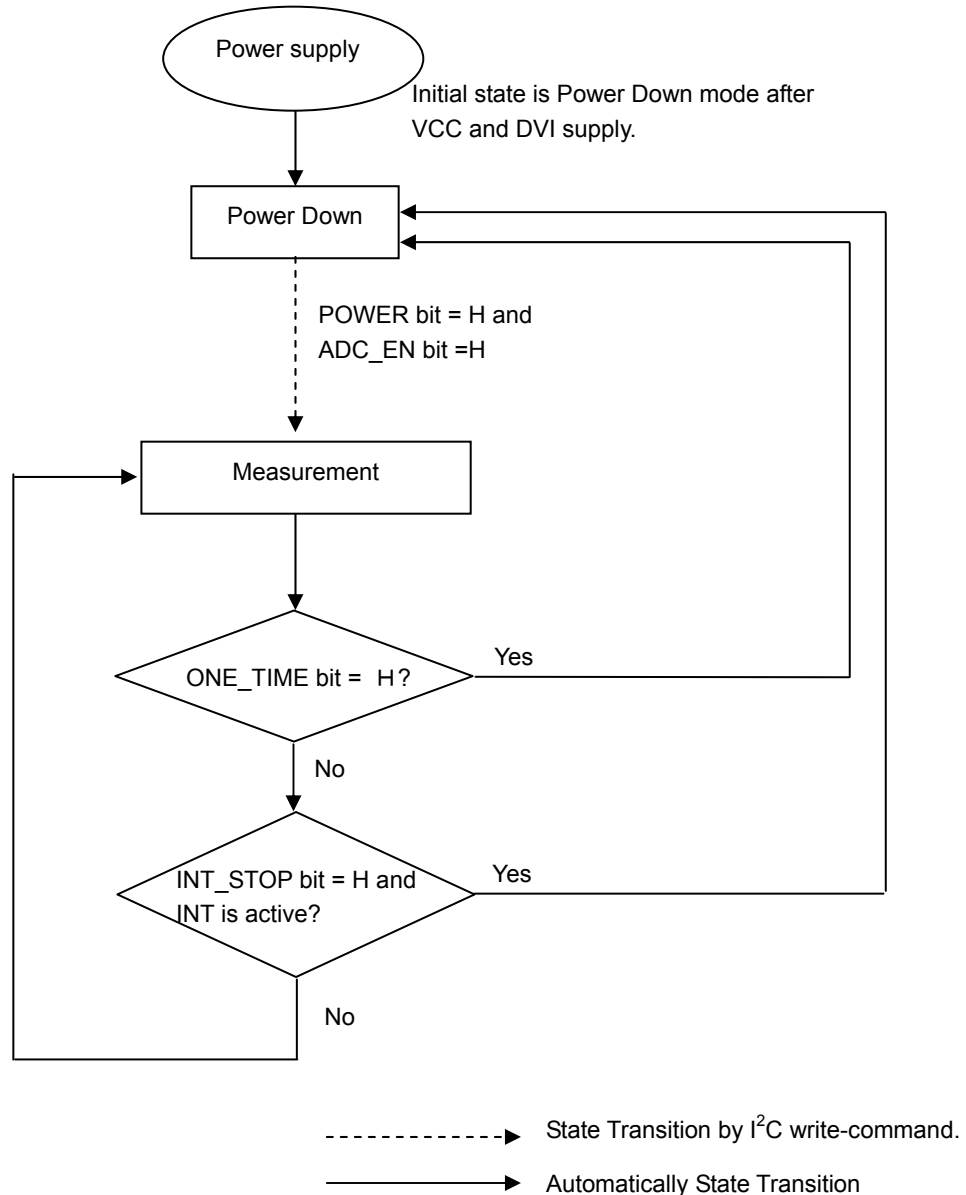 Power supply
Initial state is Power Down mode after
VCC and DVI supply.
Power Down
POWER bit = H and
ADC_EN bit =H
Measurement
ONE_TIME bit = H?
Yes
No
INT_STOP bit = H and
INT is active?
Yes
No
State Transition by I²C write-command.
Automatically State Transition